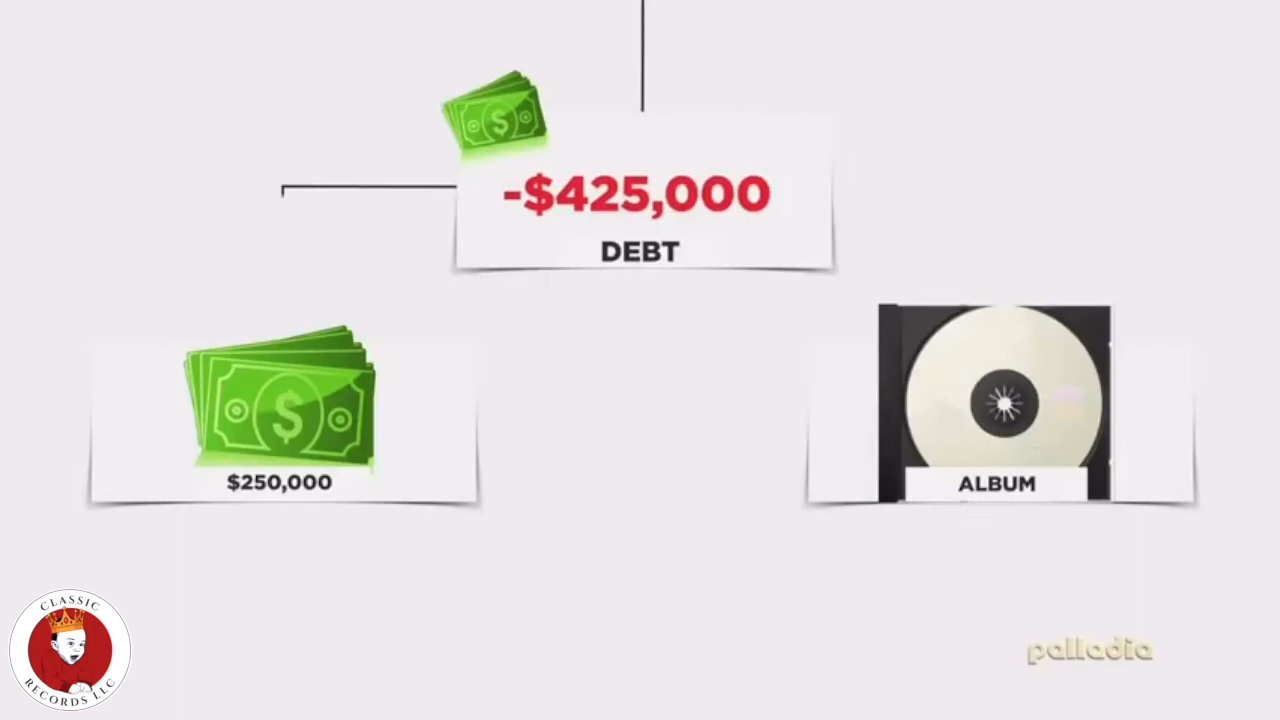 -$425,000
DEBT
$250,000
ALBUM
CLASSIC
RECORDS LLC
palladia